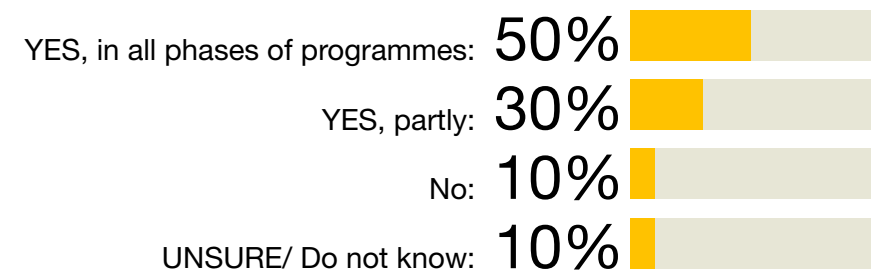 YES, in all phases of programmes: 50%
YES, partly: 30%
No: 10%
UNSURE/ Do not know: 10%